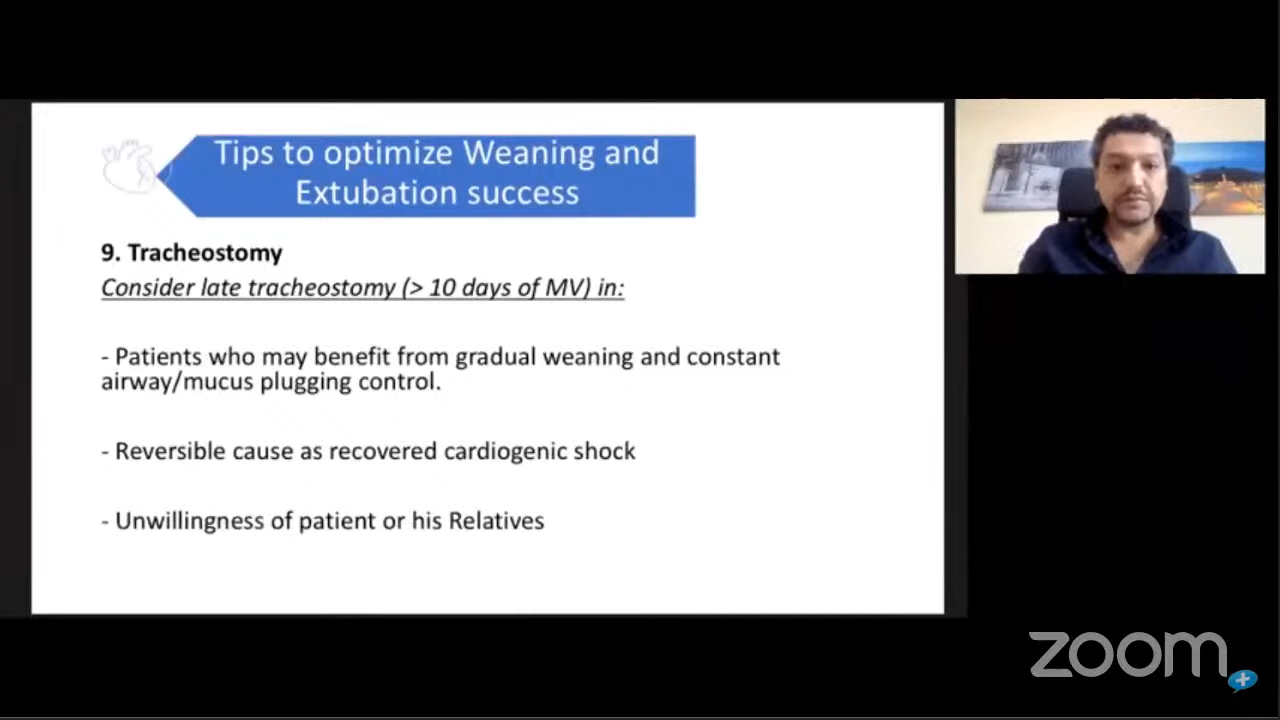 Tips to optimize Weaning and
Extubation success
9. Tracheostomy
Consider late tracheostomy (> 10 days of MV) in:
- Patients who may benefit from gradual weaning and constant
airway/mucus plugging control.
- Reversible cause as recovered cardiogenic shock
- Unwillingness of patient or his Relatives
zoom